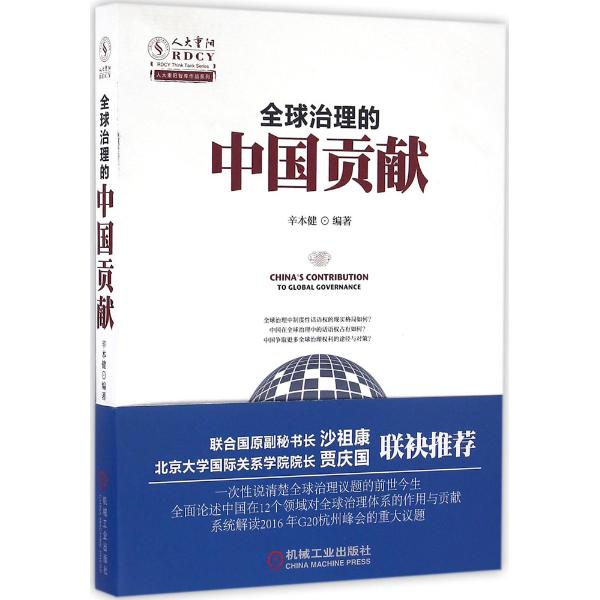 人大重阳
RDCY
RDCY Think Tank Series
人大重阳智库作品系列
全球治理的
中国贡献
辛本健 编著
CHINA'S CONTRIBUTION
TO GLOBAL GOVERNANCE
全球治理中制度性话语权的现实格局如何？
中国在全球治理中的话语权占有如何？
中国争取更多全球治理权利的途径与对策？
联合国原副秘书长 沙祖康
北京大学国际关系学院院长 贾庆国
联袂推荐
一次性说清楚全球治理议题的前世今生
全面论述中国在12个领域对全球治理体系的作用与贡献
系统解读2016年G20杭州峰会的重大议题
机械工业出版社
CHINA MACHINE PRESS
全球治理的
中国贡献
辛本健 编著
机械工业出版社